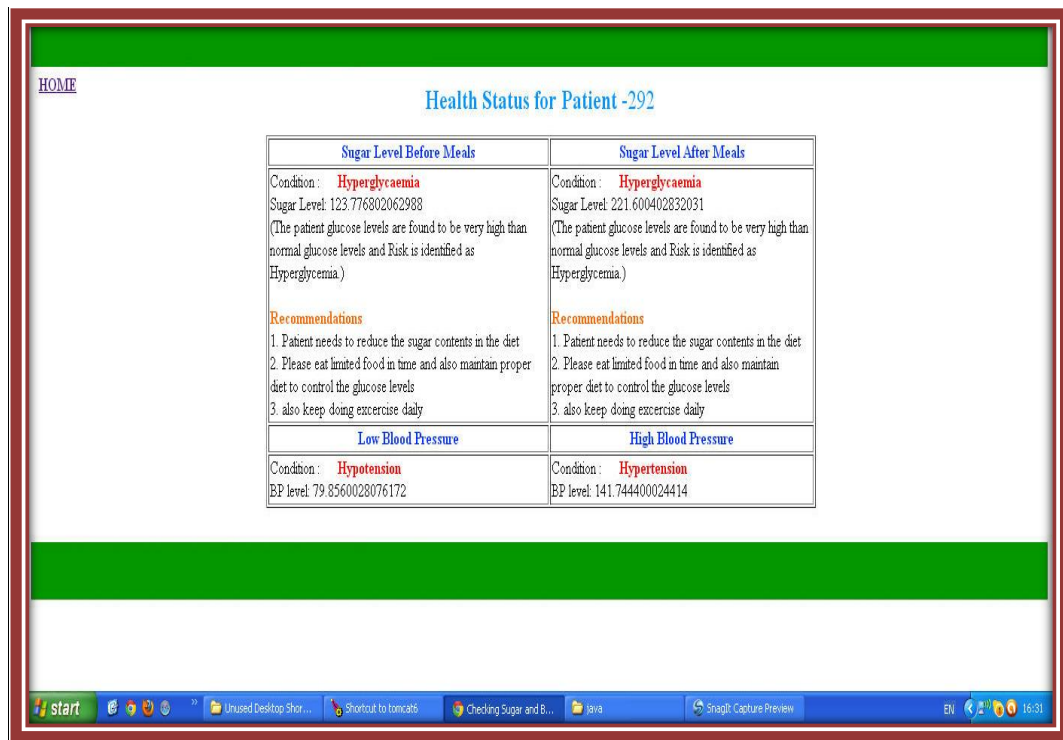 HOME
Health Status for Patient -292
Sugar Level Before Meals
Condition : Hyperglycaemia
Sugar Level: 123.776802062988
(The patient glucose levels are found to be very high than
normal glucose levels and Risk is identified as
Hyperglycemia.)
Recommendations
1. Patient needs to reduce the sugar contents in the diet
2. Please eat limited food in time and also maintain proper
diet to control the glucose levels
3. also keep doing excercise daily
Sugar Level After Meals
Condition : Hyperglycaemia
Sugar Level: 221.600402832031
(The patient glucose levels are found to be very high than
normal glucose levels and Risk is identified as
Hyperglycemia.)
Recommendations
1. Patient needs to reduce the sugar contents in the diet
2. Please eat limited food in time and also maintain
proper diet to control the glucose levels
3. also keep doing excercise daily
Low Blood Pressure
Condition : Hypotension
BP level: 79.8560028076172
High Blood Pressure
Condition : Hypertension
BP level: 141.744400024414
start
Unused Desktop Shor...
Shortcut to tomcat6
Checking Sugar and B...
java
SnagIt Capture Preview
EN
16:31